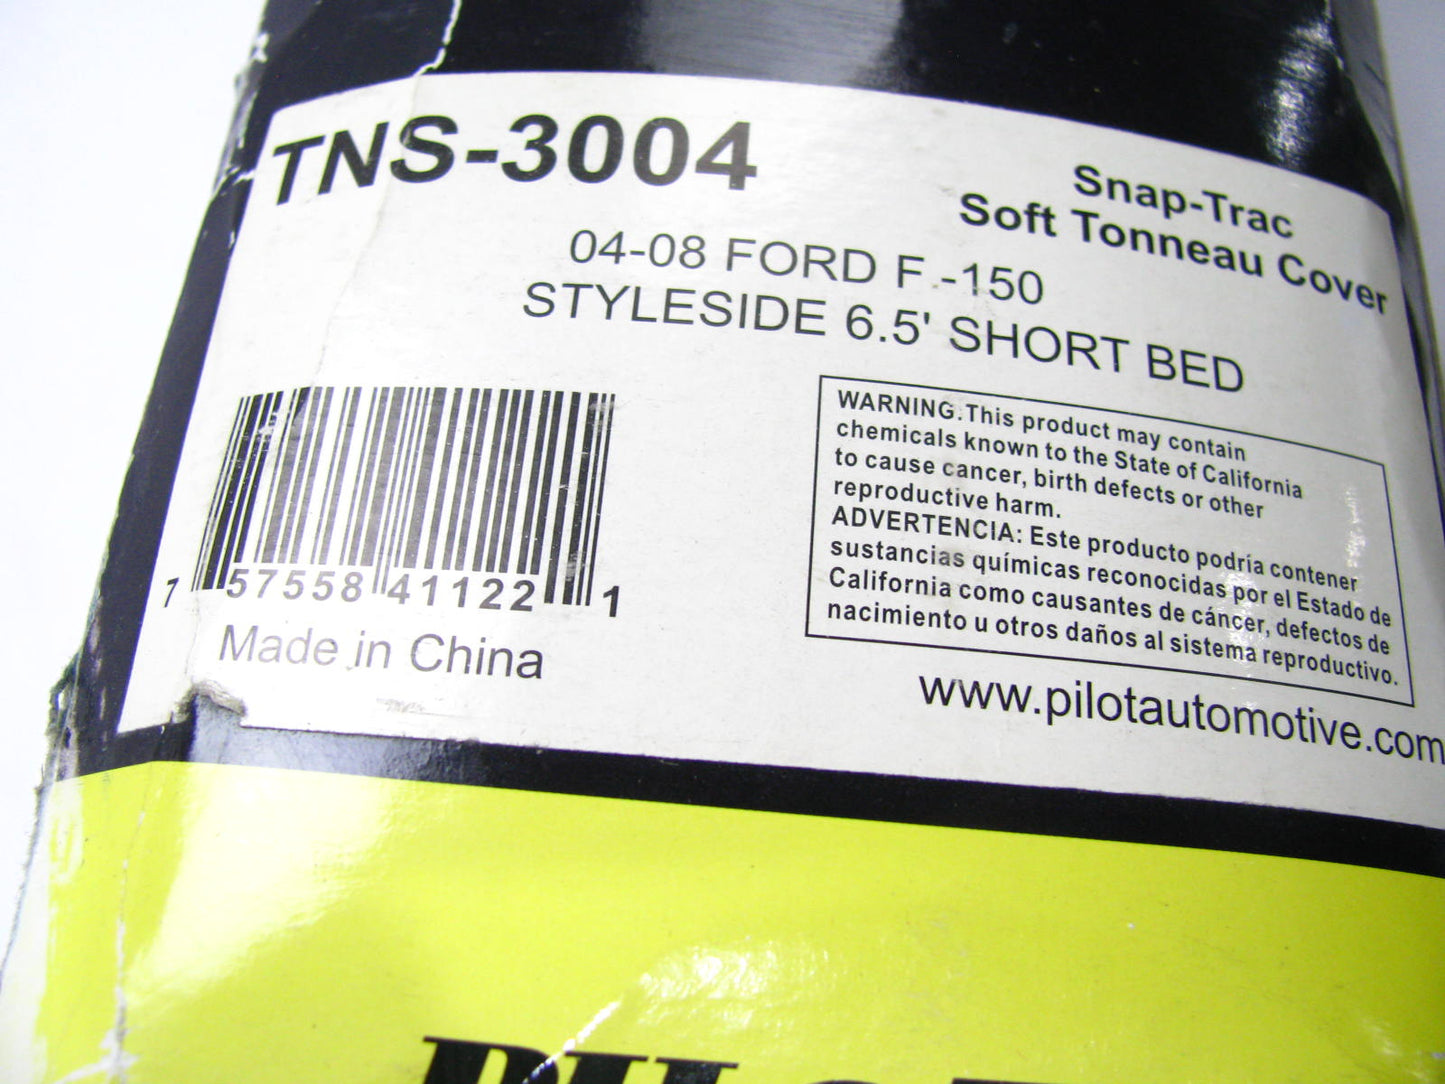 TNS-3004
Snap-Trac
Soft Tonneau Cover
04-08 FORD F -150
STYLESIDE 6.5' SHORT BED
7 57558 41122 1
Made in China
WARNING:This product may contain
chemicals known to the State of California
to cause cancer, birth defects or other
reproductive harm.
ADVERTENCIA: Este producto podría contener
sustancias químicas reconocidas por el Estado de
California como causantes de cáncer, defectos de
nacimiento u otros daños al sistema reproductivo.
www.pilotautomotive.com